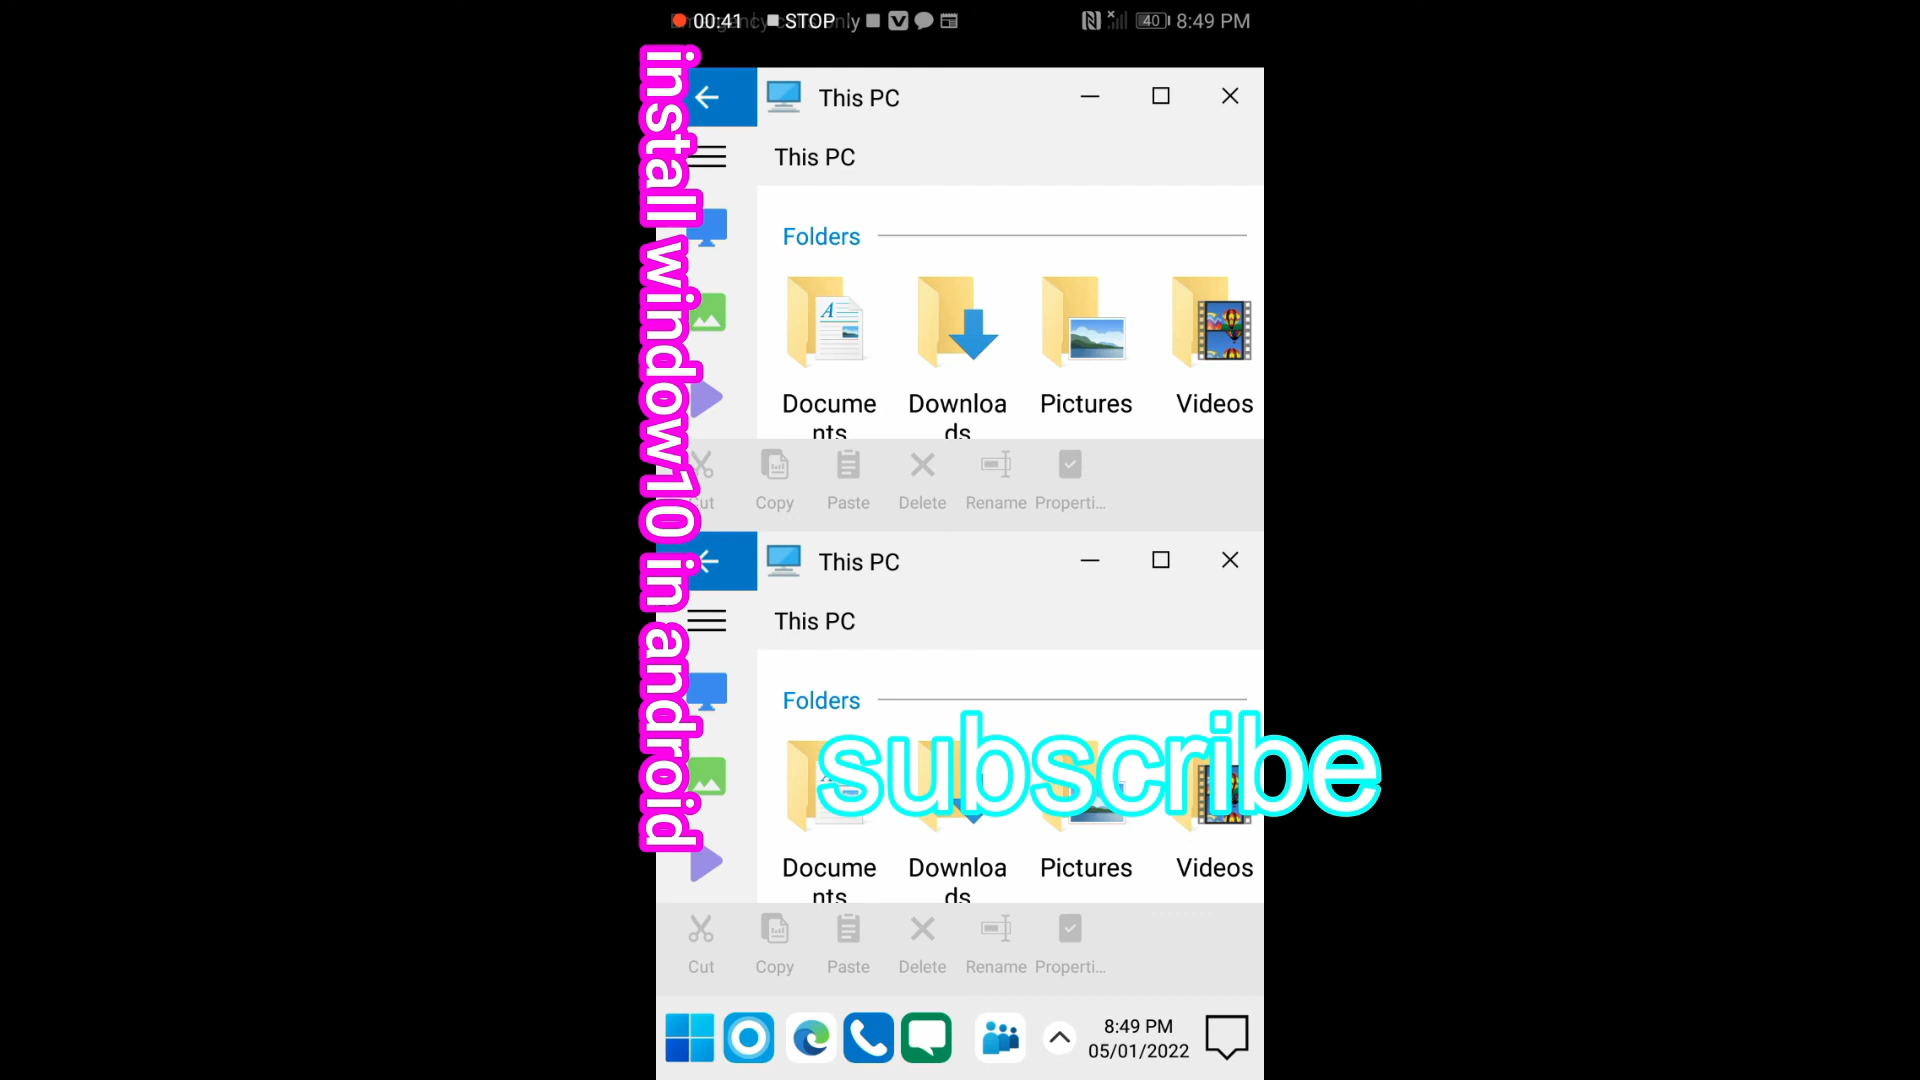 00:41 STOP
40 8:49 PM
install window10 in android
This PC
This PC
Folders
Docume
nts
Downloa
ds
Pictures
Videos
Cut
Copy
Paste
Delete
Rename
Properti...
This PC
This PC
Folders
subscribe
Docume
nts
Downloa
ds
Pictures
Videos
Cut
Copy
Paste
Delete
Rename
Properti...
8:49 PM
05/01/2022